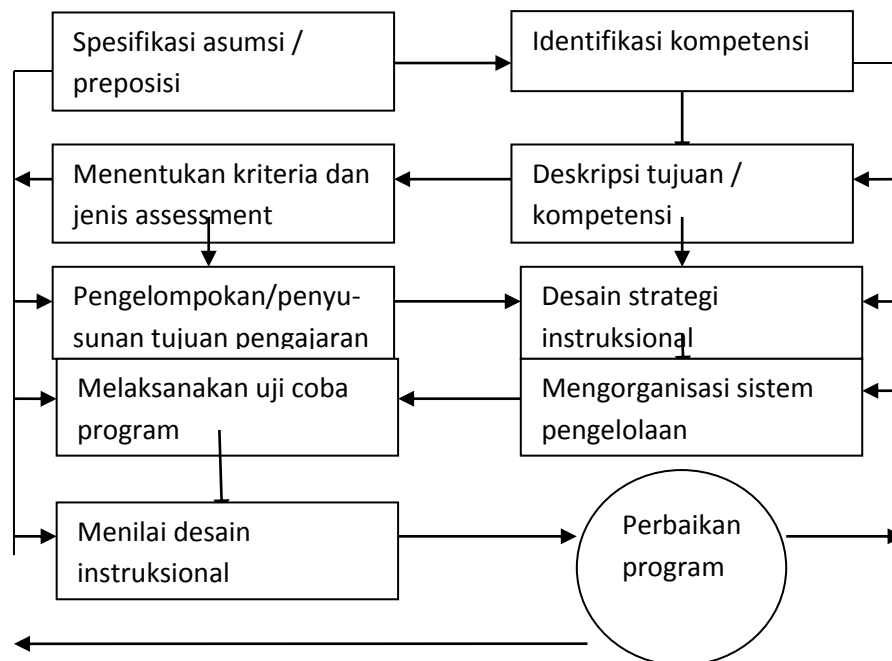 Spesifikasi asumsi /
preposisi
Identifikasi kompetensi
Menentukan kriteria dan
jenis assessment
Deskripsi tujuan /
kompetensi
Pengelompokan/penyu-
sunan tujuan pengajaran
Desain strategi
instruksional
Melaksanakan uji coba
program
Mengorganisasi sistem
pengelolaan
Menilai desain
instruksional
Perbaikan
program